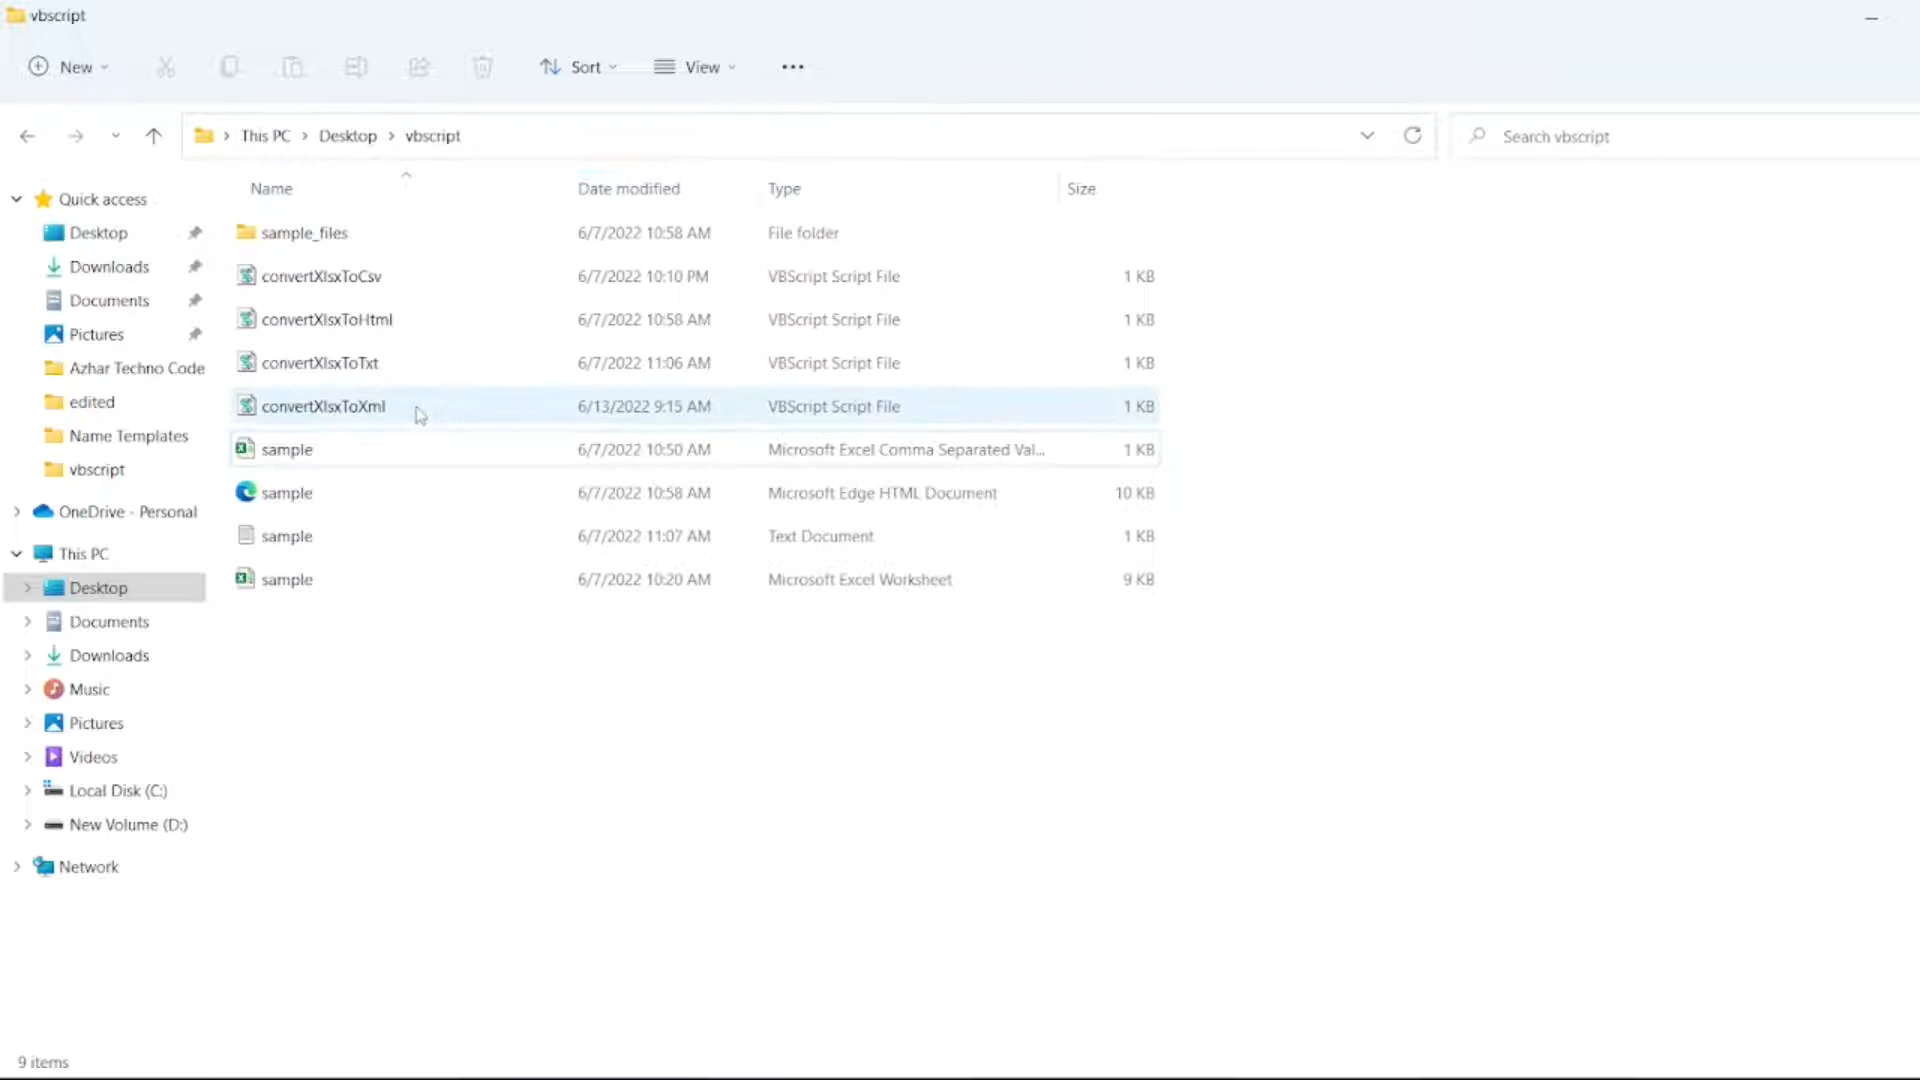 vbscript
New
Sort
View
This PC > Desktop > vbscript
Search vbscript
Name Date modified Type Size
Quick access
Desktop
Downloads
Documents
Pictures
Azhar Techno Code
edited
Name Templates
vbscript
OneDrive - Personal
This PC
Desktop
Documents
Downloads
Music
Pictures
Videos
Local Disk (C:)
New Volume (D:)
Network
sample_files 6/7/2022 10:58 AM File folder
convertXlsxToCsv 6/7/2022 10:10 PM VBScript Script File 1 KB
convertXlsxToHtml 6/7/2022 10:58 AM VBScript Script File 1 KB
convertXlsxToTxt 6/7/2022 11:06 AM VBScript Script File 1 KB
convertXlsxToXml 6/13/2022 9:15 AM VBScript Script File 1 KB
sample 6/7/2022 10:50 AM Microsoft Excel Comma Separated Val... 1 KB
sample 6/7/2022 10:58 AM Microsoft Edge HTML Document 10 KB
sample 6/7/2022 11:07 AM Text Document 1 KB
sample 6/7/2022 10:20 AM Microsoft Excel Worksheet 9 KB
9 items